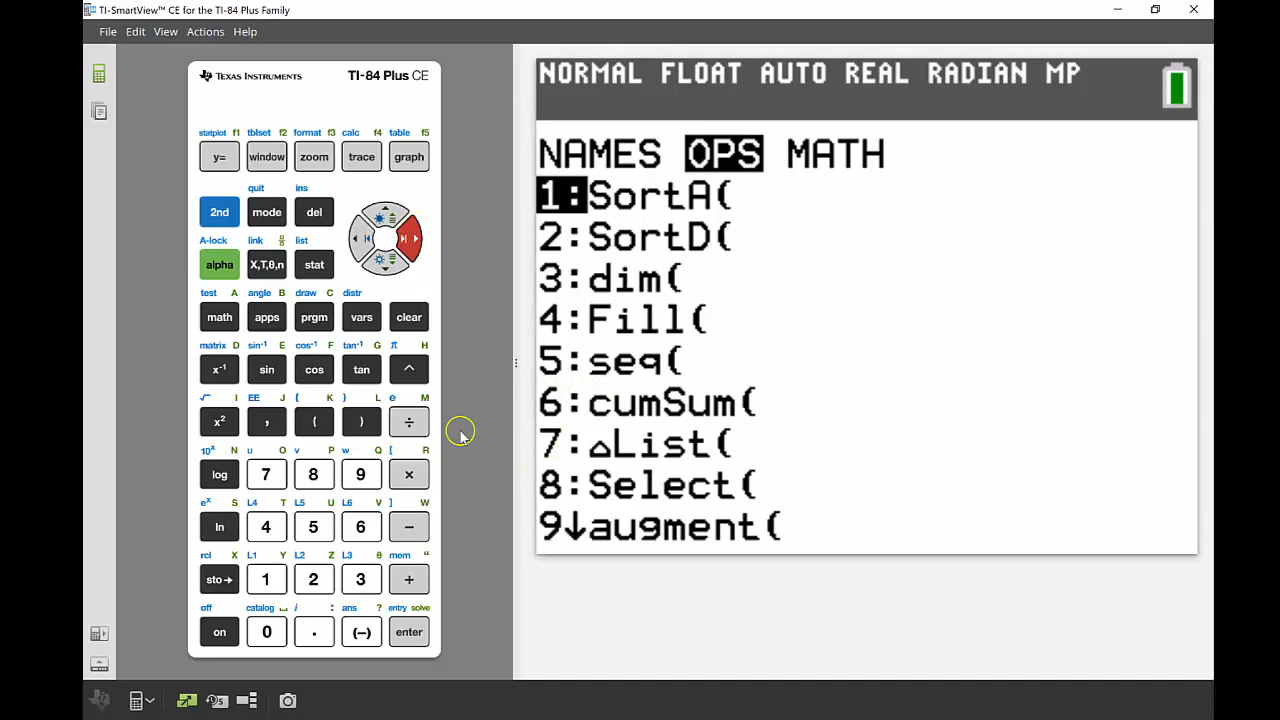 TI-SmartView™ CE for the TI-84 Plus Family
File Edit View Actions Help
TEXAS INSTRUMENTS TI-84 Plus CE
statplot f1 tblset f2 format f3 calc f4 table f5
y= window zoom trace graph
quit ins
2nd mode del
A-lock link list
alpha X,T,θ,n stat
test A angle B draw C distr
math apps prgm vars clear
matrix D sin⁻¹ E cos⁻¹ F tan⁻¹ G π H
x⁻¹ sin cos tan ^
√ I EE J { K } L e M
x² , ( ) ÷
10ˣ N u O v P w Q [ R
log 7 8 9 ×
eˣ S L4 T L5 U L6 V ] W
ln 4 5 6 −
rcl X L1 Y L2 Z L3 θ mem “
sto→ 1 2 3 +
off catalog ⎵ i : ans ? entry solve
on 0 . (−) enter
NORMAL FLOAT AUTO REAL RADIAN MP
NAMES OPS MATH
1:SortA(
2:SortD(
3:dim(
4:Fill(
5:seq(
6:cumSum(
7:△List(
8:Select(
9↓augment(